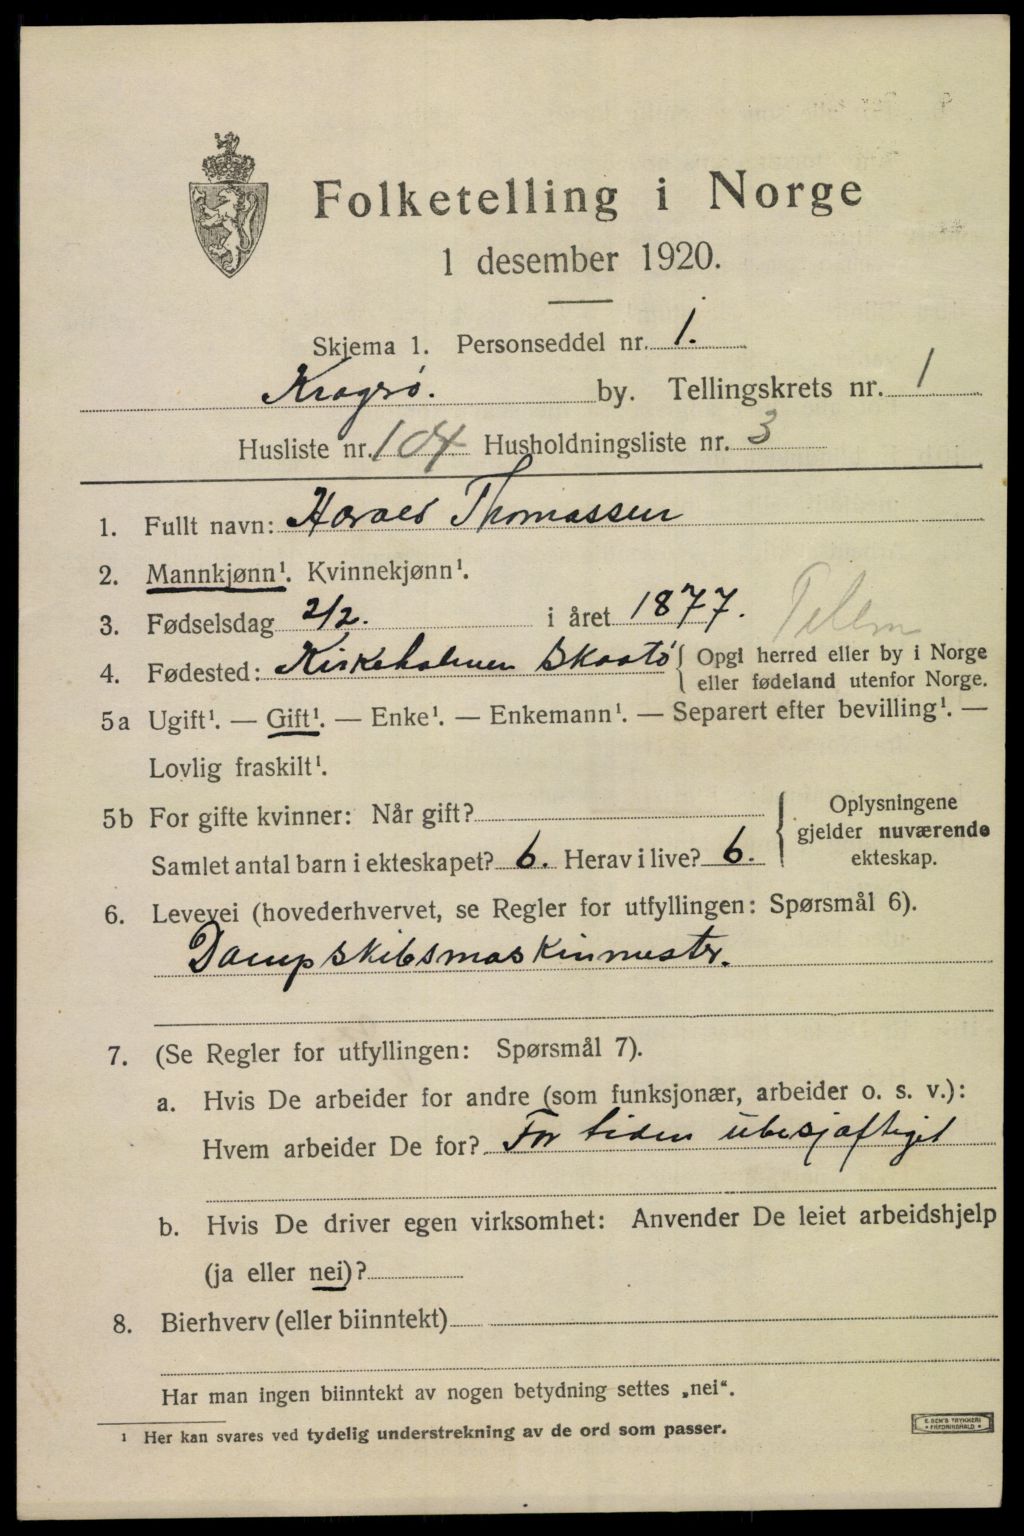 Folketelling i Norge
1 desember 1920.
Skjema 1. Personseddel nr. 1.
Kragerø. by. Tellingskrets nr. 1
Husliste nr. 104 Husholdningsliste nr. 3
1. Fullt navn: Harald Thomassen
2. Mannkjønn¹. Kvinnekjønn¹.
3. Fødselsdag 2/2. i året 1877. Telem
4. Fødested: Kirkeholmen Skaatø { Opgi herred eller by i Norge
eller fødeland utenfor Norge.
5a Ugift¹. — Gift¹. — Enke¹. — Enkemann¹. — Separert efter bevilling¹. —
Lovlig fraskilt¹.
5b For gifte kvinner: Når gift?
Samlet antal barn i ekteskapet? 6. Herav i live? 6.
{ Oplysningene
gjelder nuværende
ekteskap.
6. Levevei (hovederhvervet, se Regler for utfyllingen: Spørsmål 6).
Dampskibsmaskinmester.
7. (Se Regler for utfyllingen: Spørsmål 7).
a. Hvis De arbeider for andre (som funksjonær, arbeider o. s. v.):
Hvem arbeider De for? For tiden ubesjæftiget
b. Hvis De driver egen virksomhet: Anvender De leiet arbeidshjelp
(ja eller nei)?
8. Bierhverv (eller biinntekt)
Har man ingen biinntekt av nogen betydning settes „nei“.
¹ Her kan svares ved tydelig understrekning av de ord som passer.
E. SEM'S TRYKKERI
FREDRIKSHALD